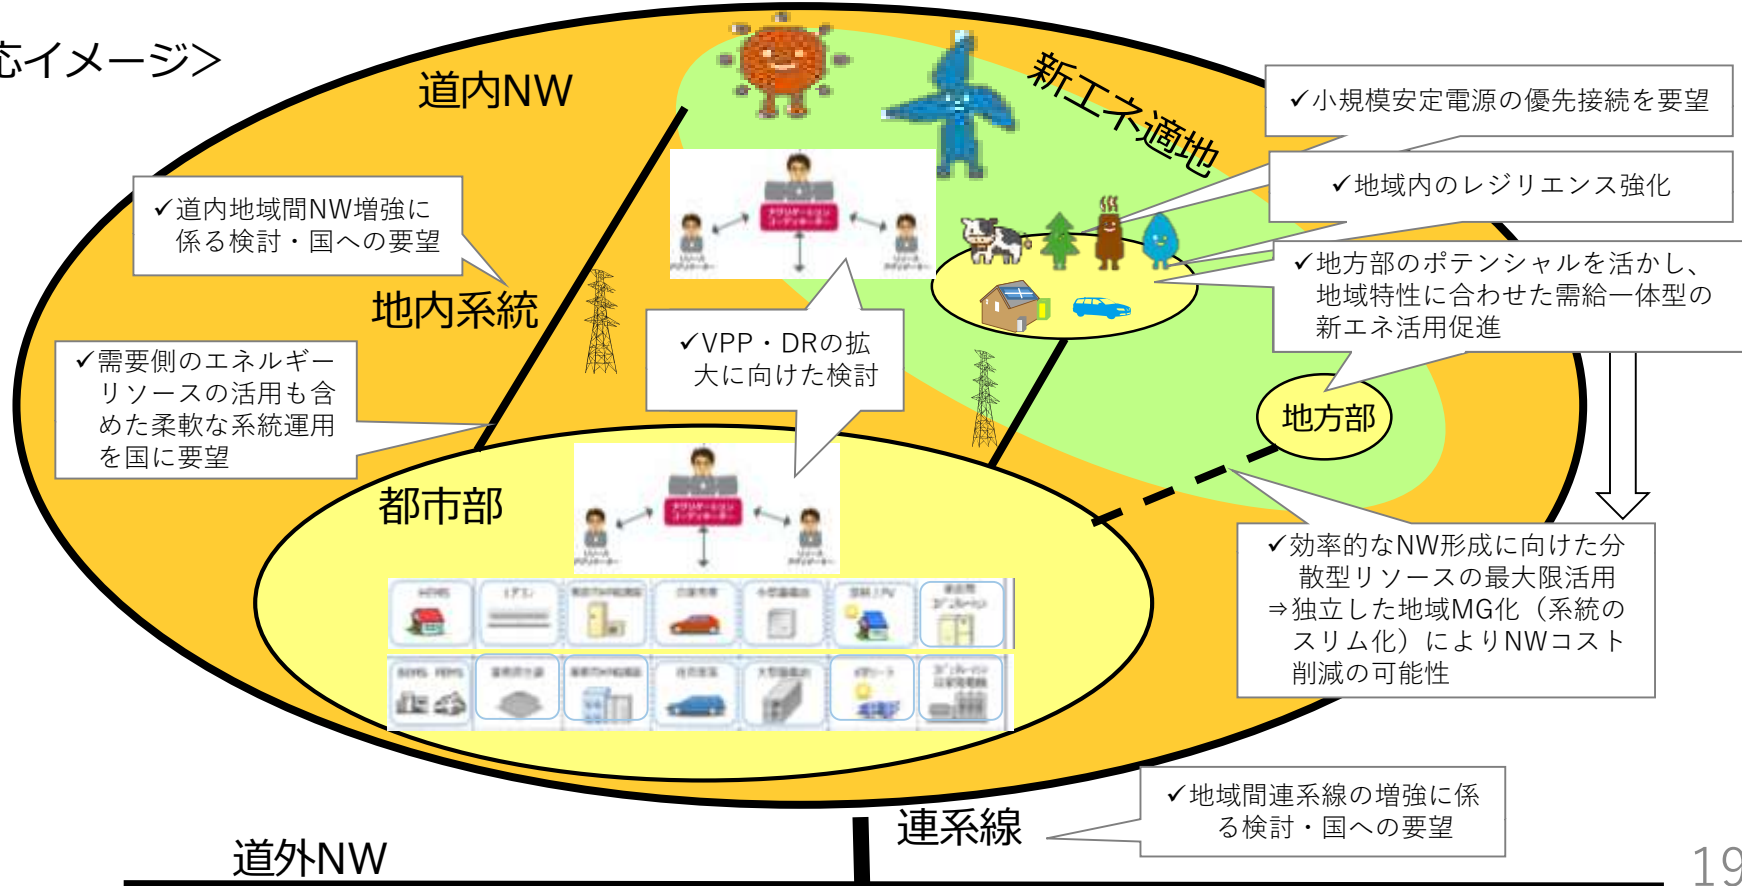 応イメージ＞
道内NW
新エネ適地
✓小規模安定電源の優先接続を要望
✓地域内のレジリエンス強化
✓道内地域間NW増強に
係る検討・国への要望
✓地方部のポテンシャルを活かし、
地域特性に合わせた需給一体型の
新エネ活用促進
地内系統
✓VPP・DRの拡
大に向けた検討
✓需要側のエネルギー
リソースの活用も含
めた柔軟な系統運用
を国に要望
地方部
都市部
✓効率的なNW形成に向けた分
散型リソースの最大限活用
⇒独立した地域MG化（系統の
スリム化）によりNWコスト
削減の可能性
HEMS
エアコン
✓地域間連系線の増強に係
る検討・国への要望
連系線
道外NW
19